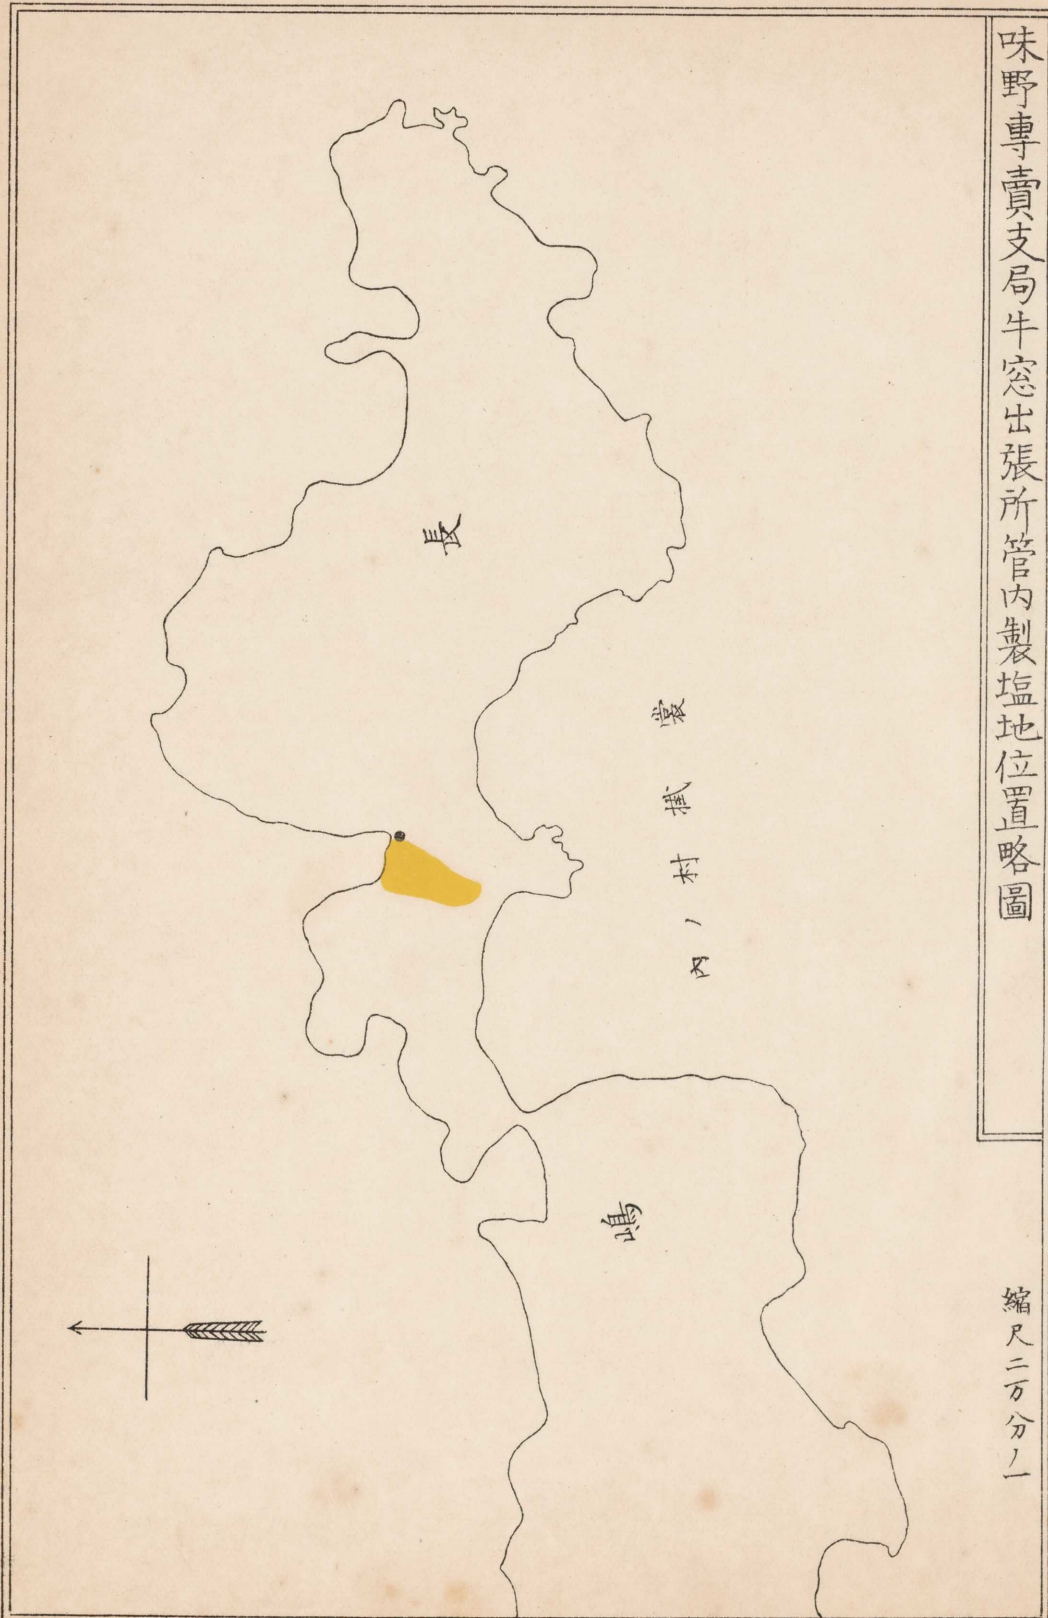 味野專賣支局牛窓出張所管内製塩地位置略圖
縮尺二万分ノ一
長
嶋
裳掛村ノ内